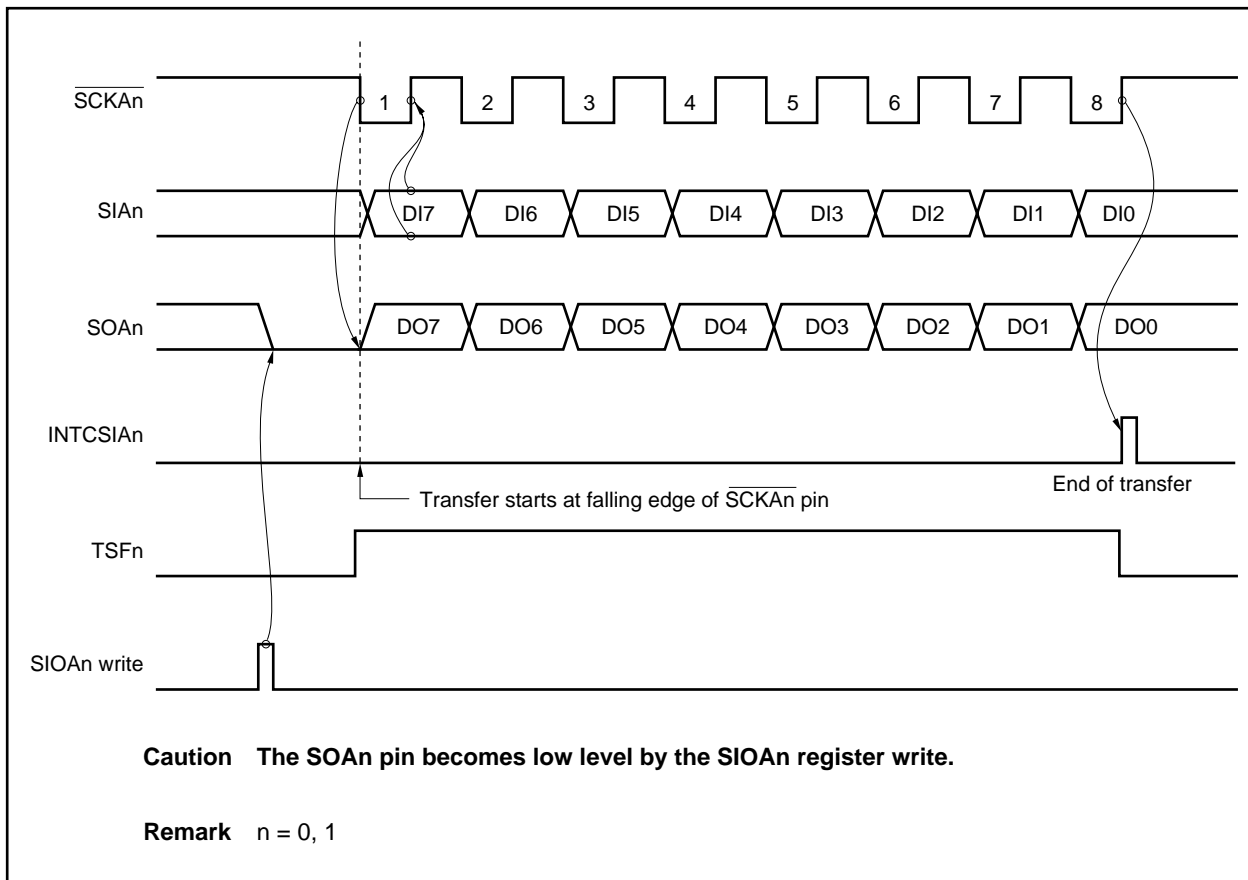 SCKAn
1 2 3 4 5 6 7 8
SIAn
DI7 DI6 DI5 DI4 DI3 DI2 DI1 DI0
SOAn
DO7 DO6 DO5 DO4 DO3 DO2 DO1 DO0
INTCSIAn
End of transfer
Transfer starts at falling edge of SCKAn pin
TSFn
SIOAn write
Caution The SOAn pin becomes low level by the SIOAn register write.
Remark n = 0, 1